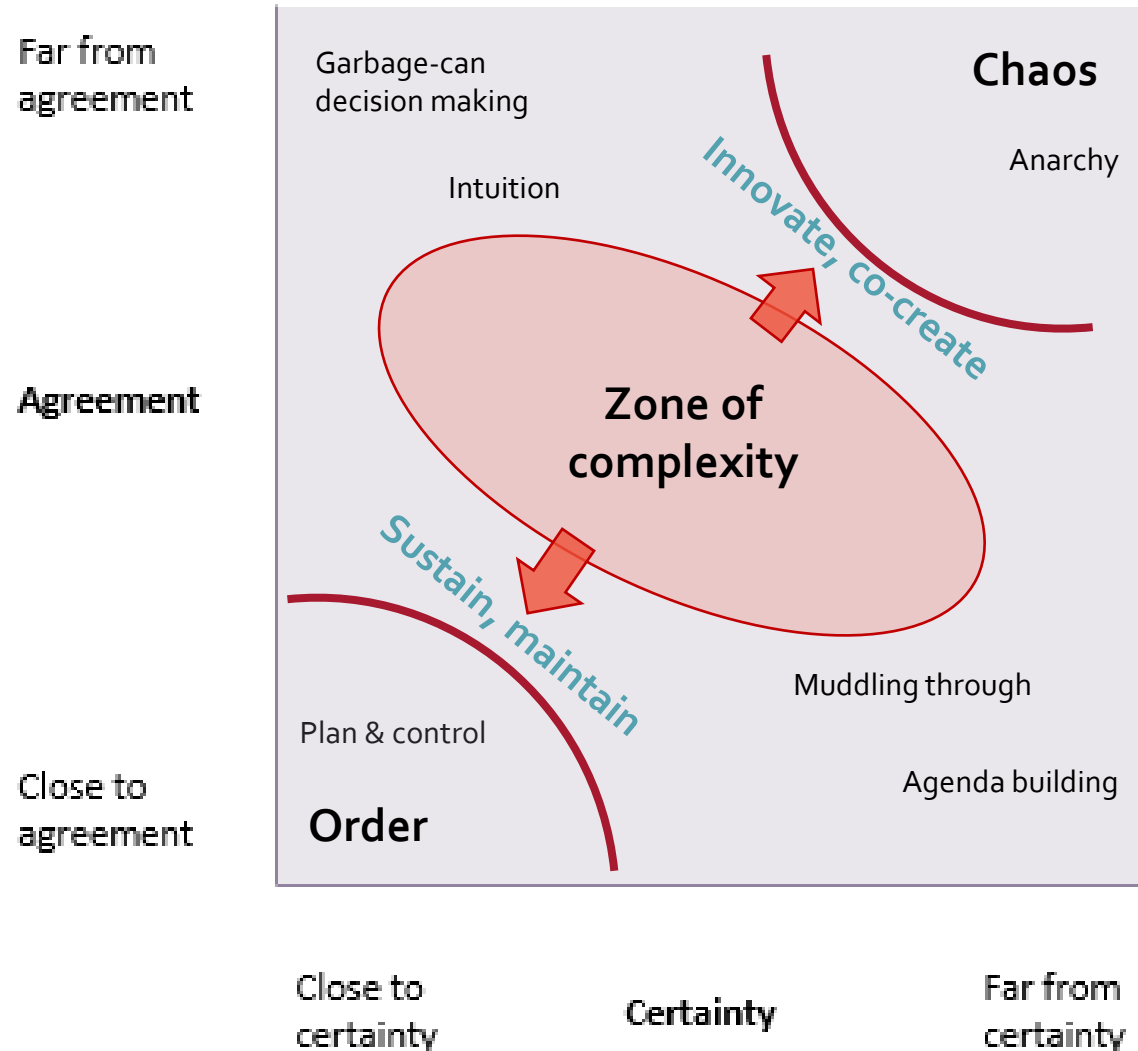 Far from
agreement
Garbage-can
decision making
Chaos
Anarchy
Intuition
Innovate, co-create
Agreement
Zone of
complexity
Sustain, maintain
Muddling through
Plan & control
Agenda building
Close to
agreement
Order
Close to
certainty
Certainty
Far from
certainty